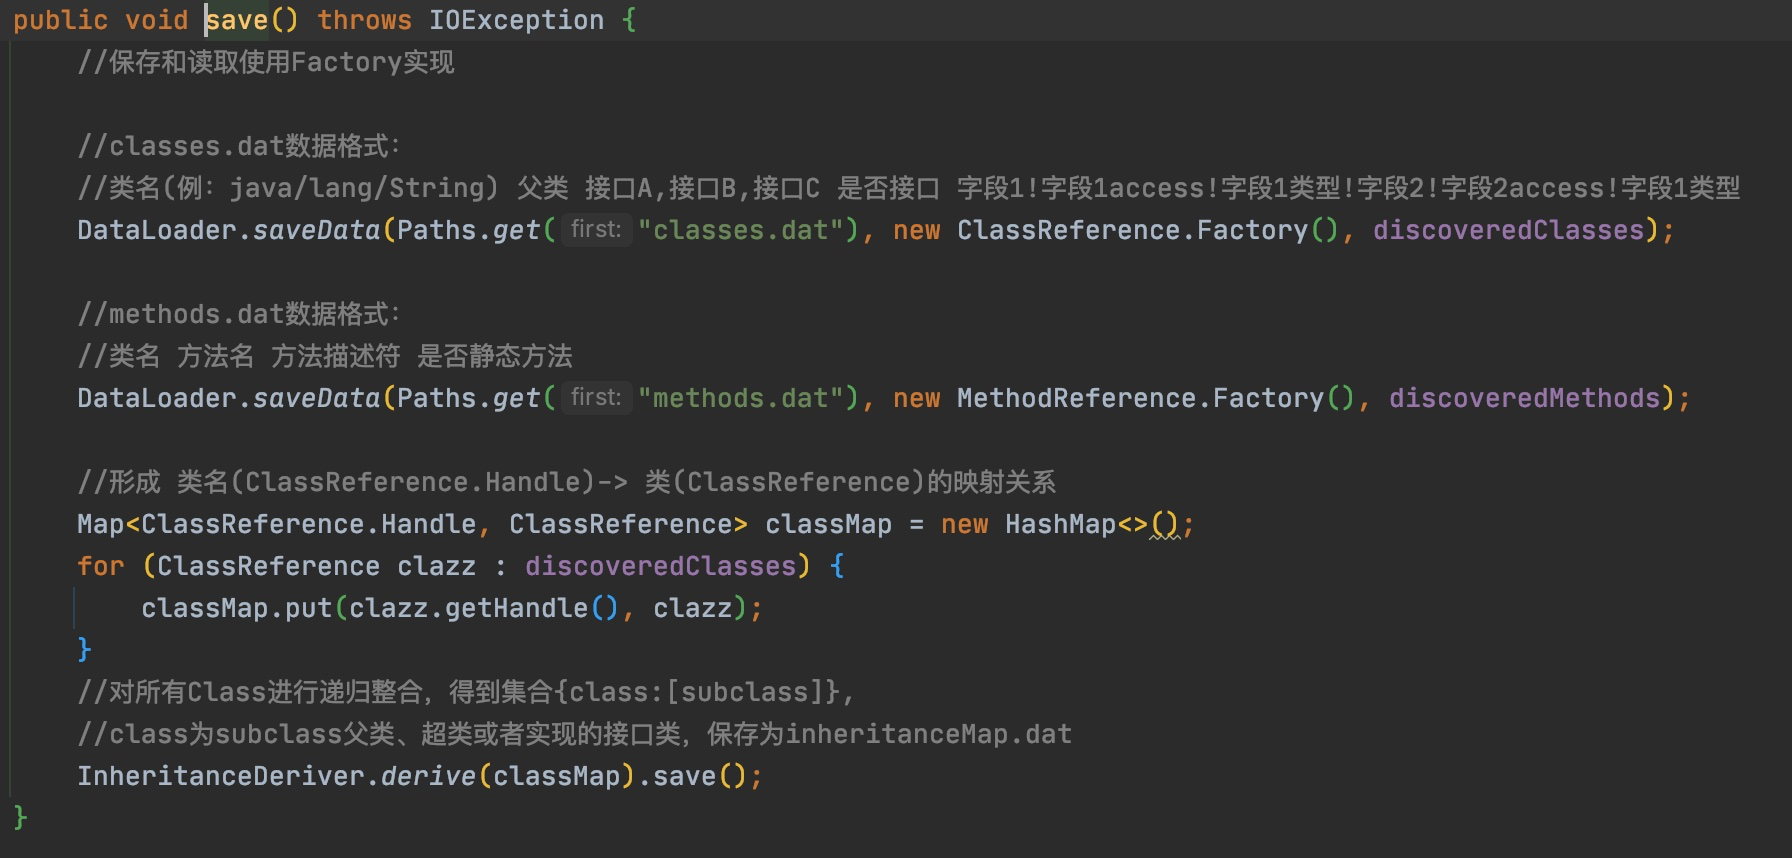 public void save() throws IOException {
//保存和读取使用Factory实现
//classes.dat数据格式：
//类名(例：java/lang/String) 父类 接口A,接口B,接口C 是否接口 字段1!字段1access!字段1类型!字段2!字段2access!字段1类型
DataLoader.saveData(Paths.get( first: "classes.dat"), new ClassReference.Factory(), discoveredClasses);
//methods.dat数据格式：
//类名 方法名 方法描述符 是否静态方法
DataLoader.saveData(Paths.get( first: "methods.dat"), new MethodReference.Factory(), discoveredMethods);
//形成 类名(ClassReference.Handle)-> 类(ClassReference)的映射关系
Map<ClassReference.Handle, ClassReference> classMap = new HashMap<>();
for (ClassReference clazz : discoveredClasses) {
classMap.put(clazz.getHandle(), clazz);
}
//对所有Class进行递归整合，得到集合{class:[subclass]}，
//class为subclass父类、超类或者实现的接口类，保存为inheritanceMap.dat
InheritanceDeriver.derive(classMap).save();
}